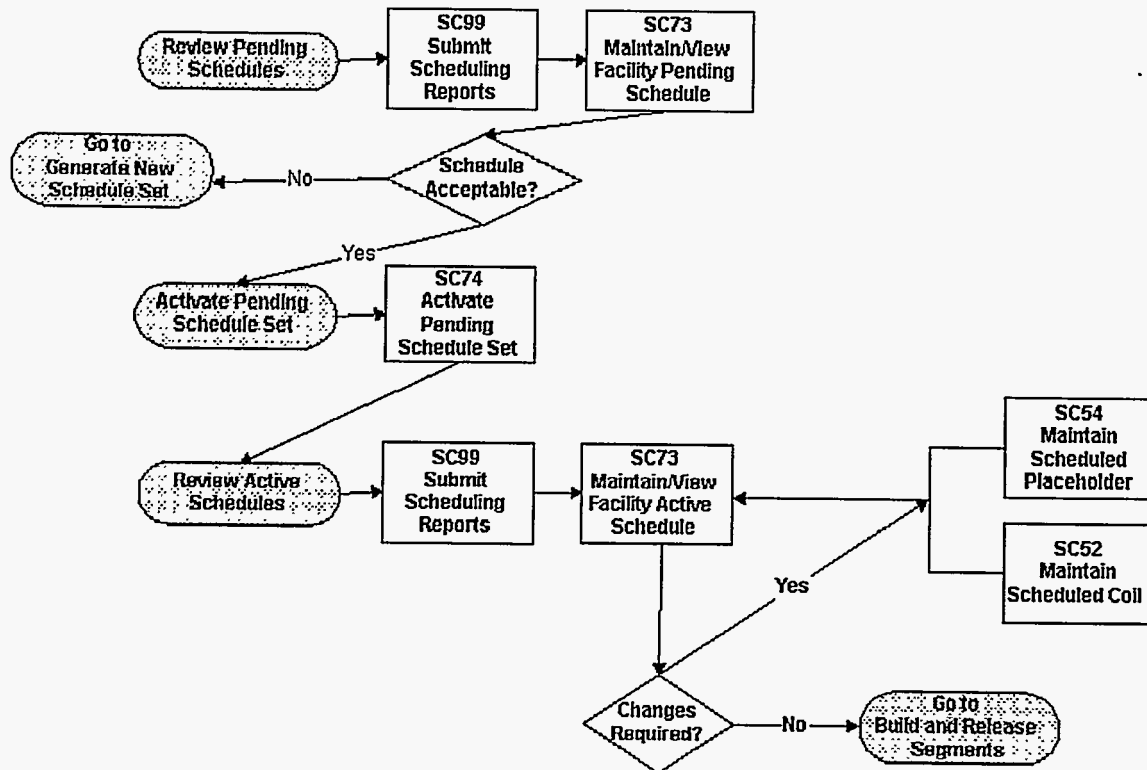 Review Pending
Schedules
SC99
Submit
Scheduling
Reports
SC73
Maintain/View
Facility Pending
Schedule
Go to
Generate New
Schedule Set
No
Schedule
Acceptable?
Yes
Activate Pending
Schedule Set
SC74
Activate
Pending
Schedule Set
Review Active
Schedules
SC99
Submit
Scheduling
Reports
SC73
Maintain/View
Facility Active
Schedule
SC54
Maintain
Scheduled
Placeholder
SC52
Maintain
Scheduled Coil
Yes
Changes
Required?
No
Go to
Build and Release
Segments